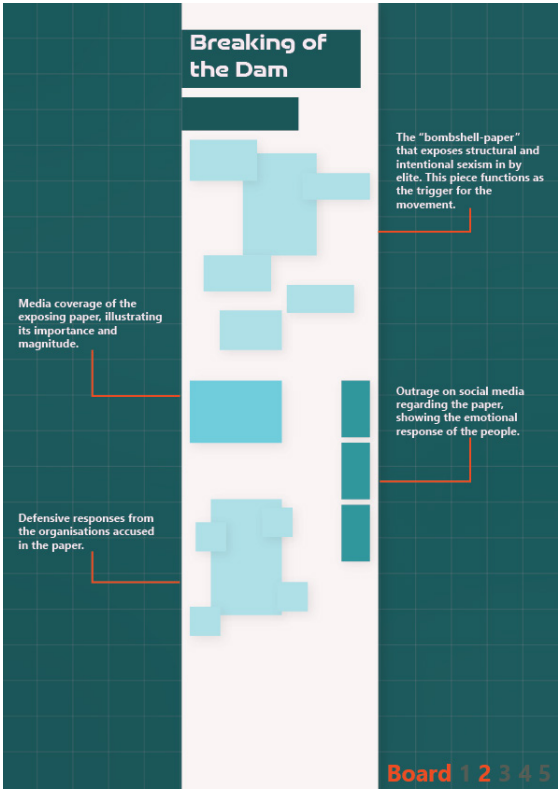 Breaking of
the Dam
The “bombshell-paper”
that exposes structural and
intentional sexism in by
elite. This piece functions as
the trigger for the
movement.
Media coverage of the
exposing paper, illustrating
its importance and
magnitude.
Outrage on social media
regarding the paper,
showing the emotional
response of the people.
Defensive responses from
the organisations accused
in the paper.
Board 1 2 3 4 5